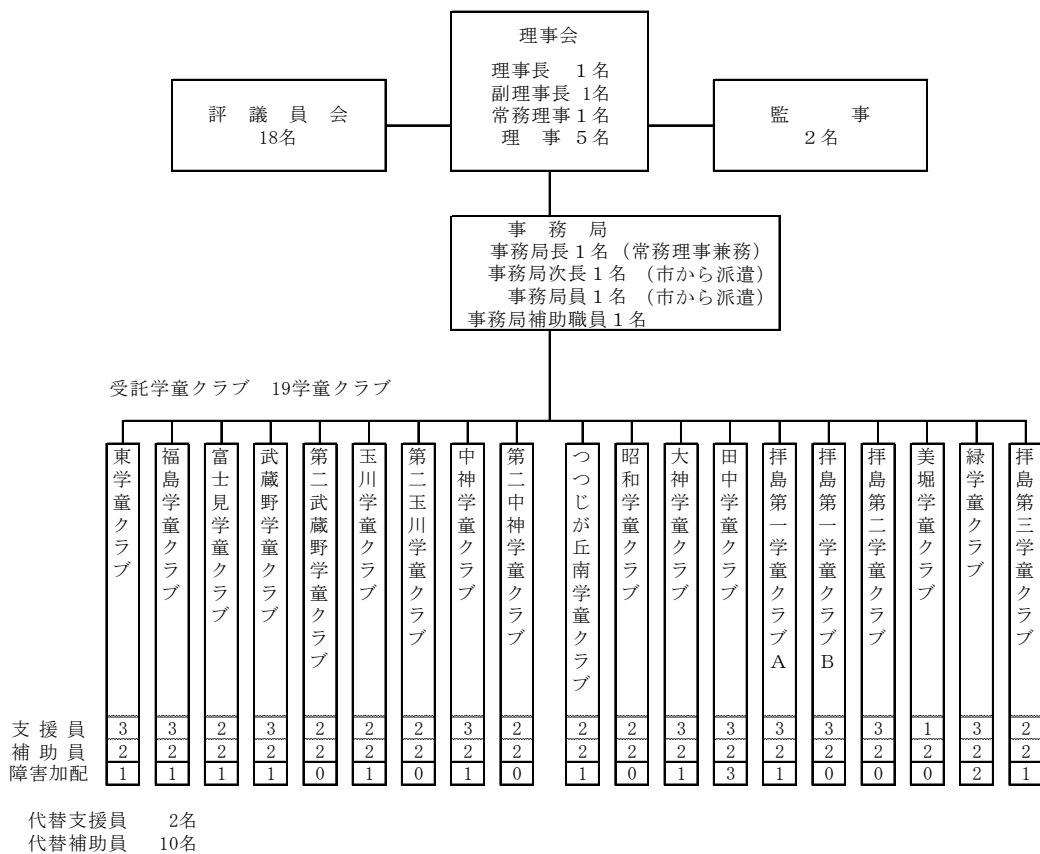 理事会
理事長 1名
副理事長 1名
常務理事1名
理 事 5名
評 議 員 会
18名
監 事
2名
事 務 局
事務局長1名(常務理事兼務)
事務局次長1名 (市から派遣)
事務局員1名 (市から派遣)
事務局補助職員1名
受託学童クラブ 19学童クラブ
東学童クラブ
福島学童クラブ
富士見学童クラブ
武蔵野学童クラブ
第二武蔵野学童クラブ
玉川学童クラブ
第二玉川学童クラブ
中神学童クラブ
第二中神学童クラブ
つつじが丘南学童クラブ
昭和学童クラブ
大神学童クラブ
田中学童クラブ
拝島第一学童クラブA
拝島第一学童クラブB
拝島第二学童クラブ
美堀学童クラブ
緑学童クラブ
拝島第三学童クラブ
支援員 3 3 2 3 2 2 2 3 2 2 2 3 3 3 3 3 1 3 2
補助員 2 2 2 2 2 2 2 2 2 2 2 2 2 2 2 2 2 2 2
障害加配 1 1 1 1 0 1 0 1 0 1 0 1 3 1 0 0 0 2 1
代替支援員 2名
代替補助員 10名